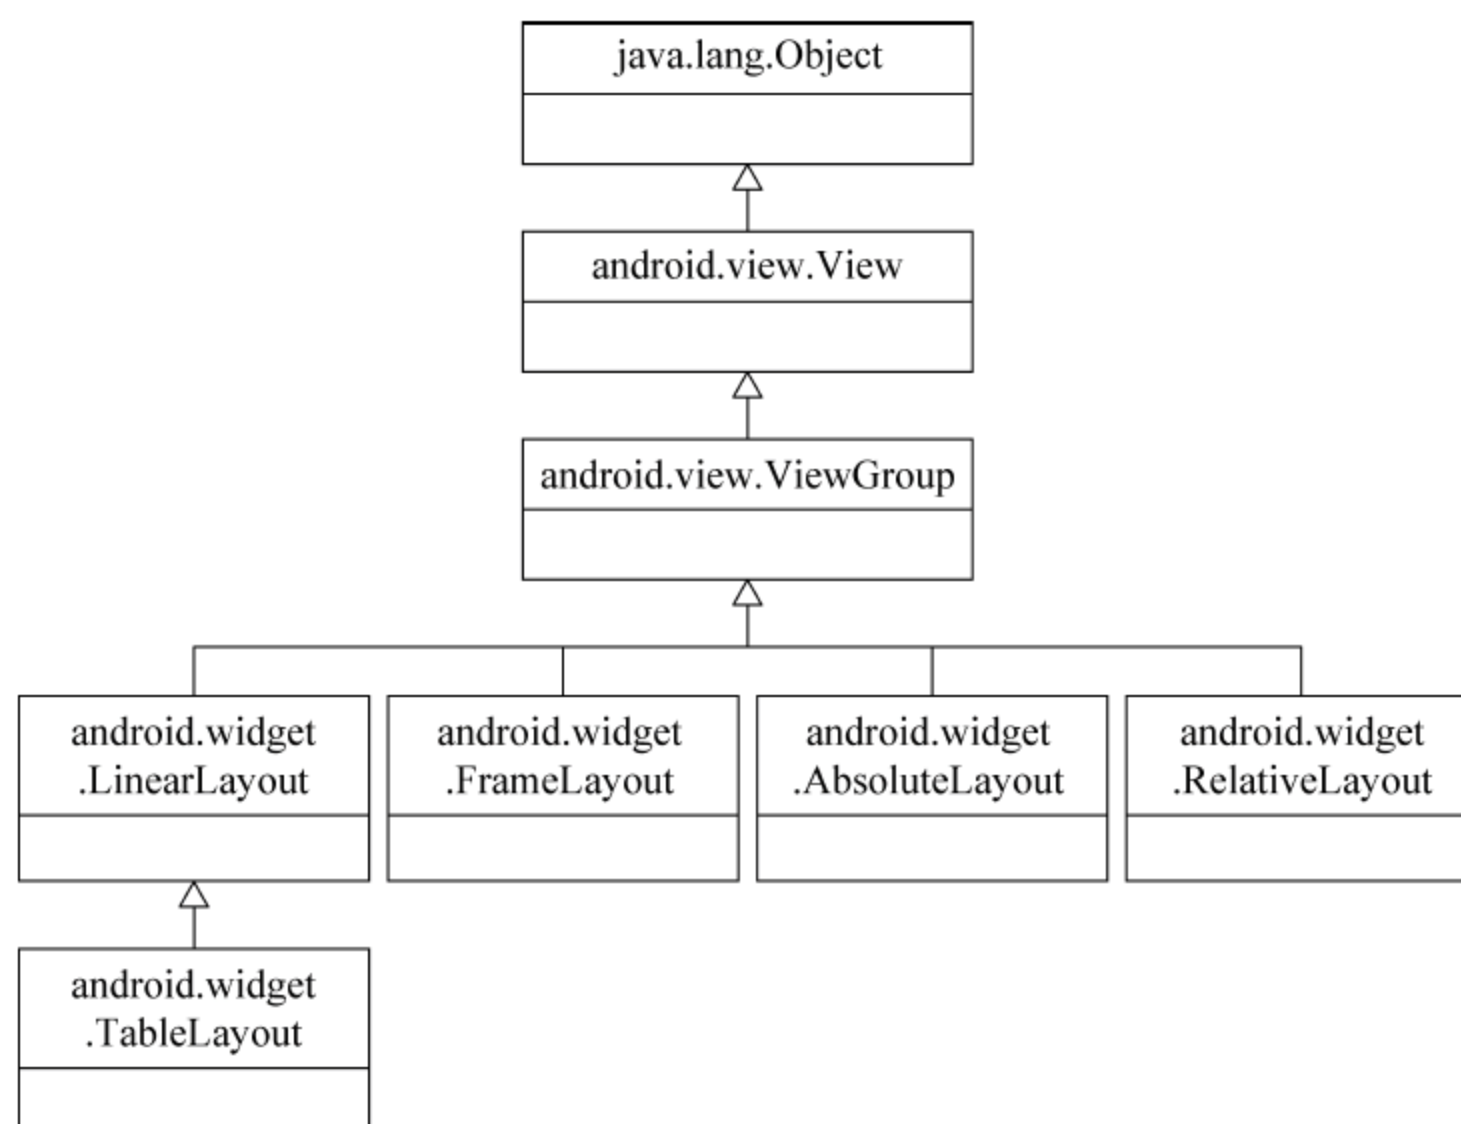 java.lang.Object
android.view.View
android.view.ViewGroup
android.widget
.LinearLayout
android.widget
.FrameLayout
android.widget
.AbsoluteLayout
android.widget
.RelativeLayout
android.widget
.TableLayout